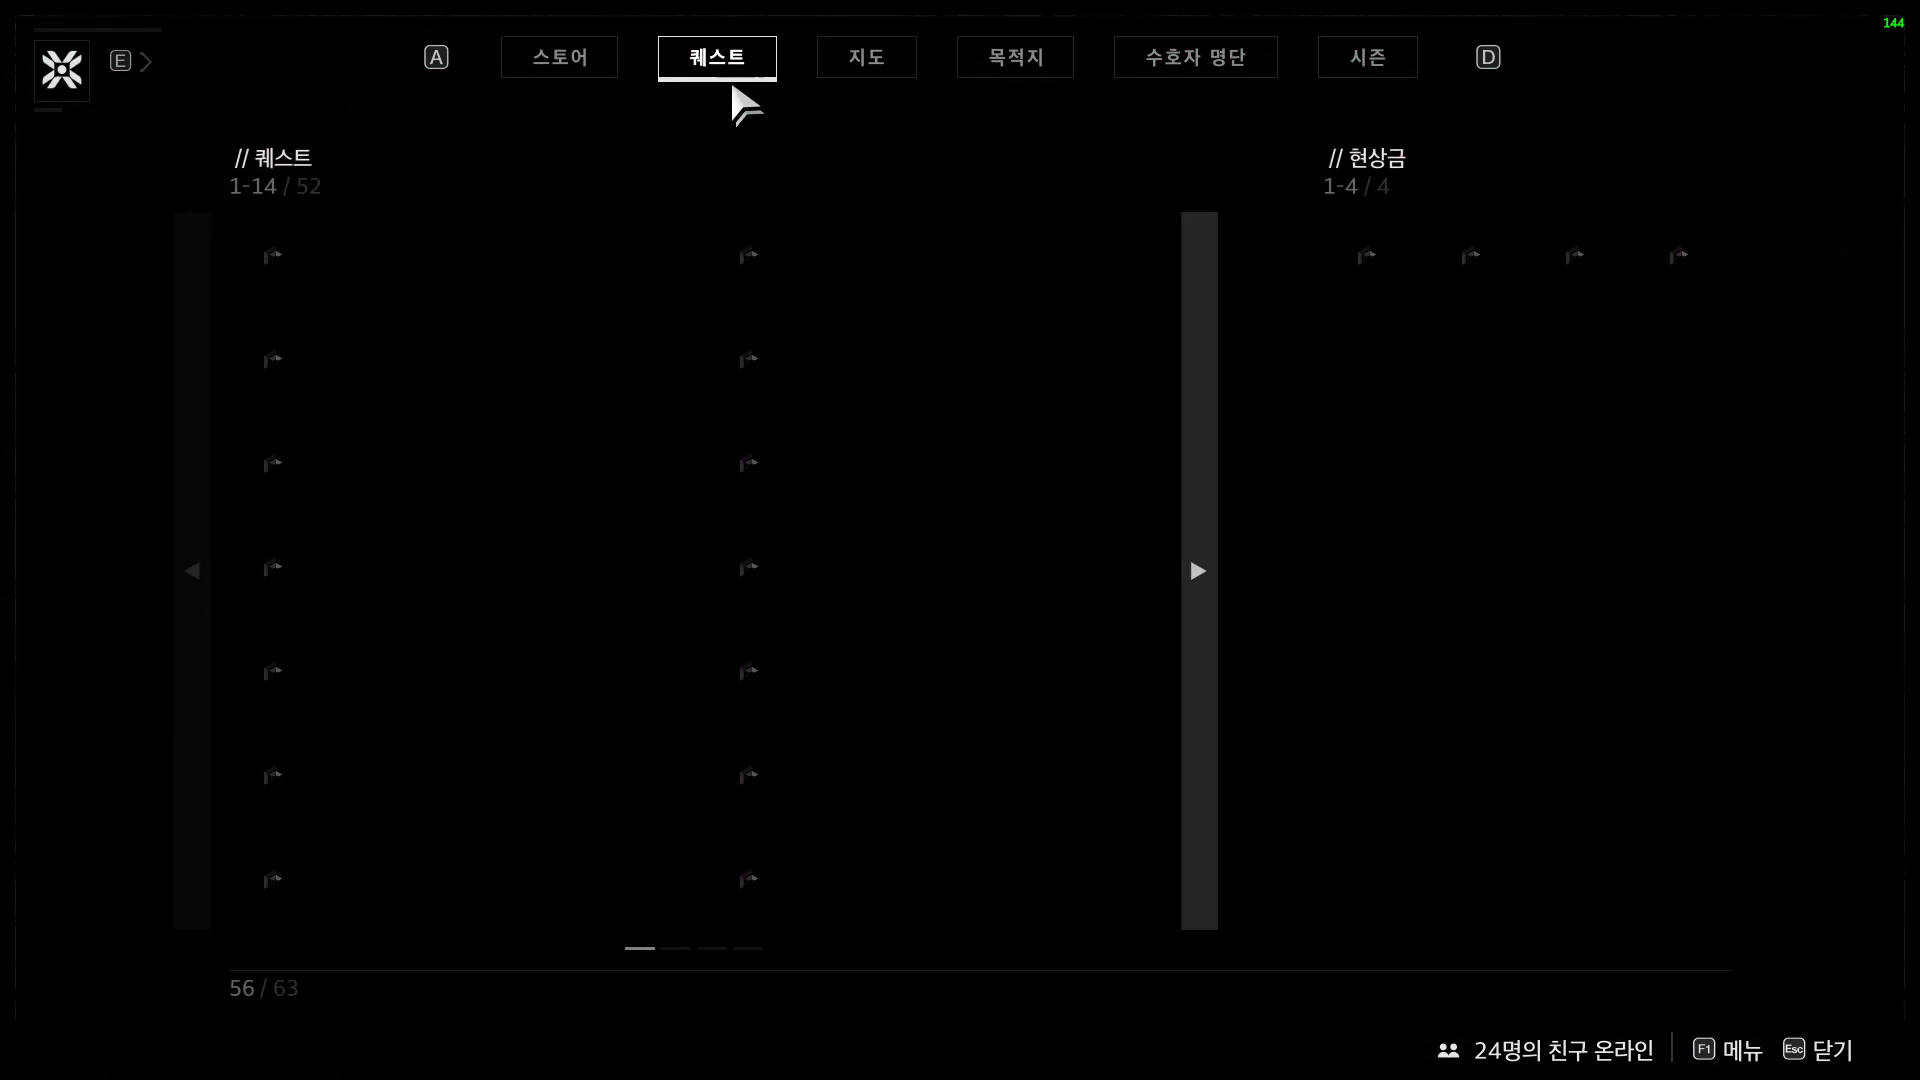 144
E
A
스토어
퀘스트
지도
목적지
수호자 명단
시즌
D
// 퀘스트
1-14 / 52
// 현상금
1-4 / 4
56 / 63
24명의 친구 온라인
F1 메뉴
Esc 닫기